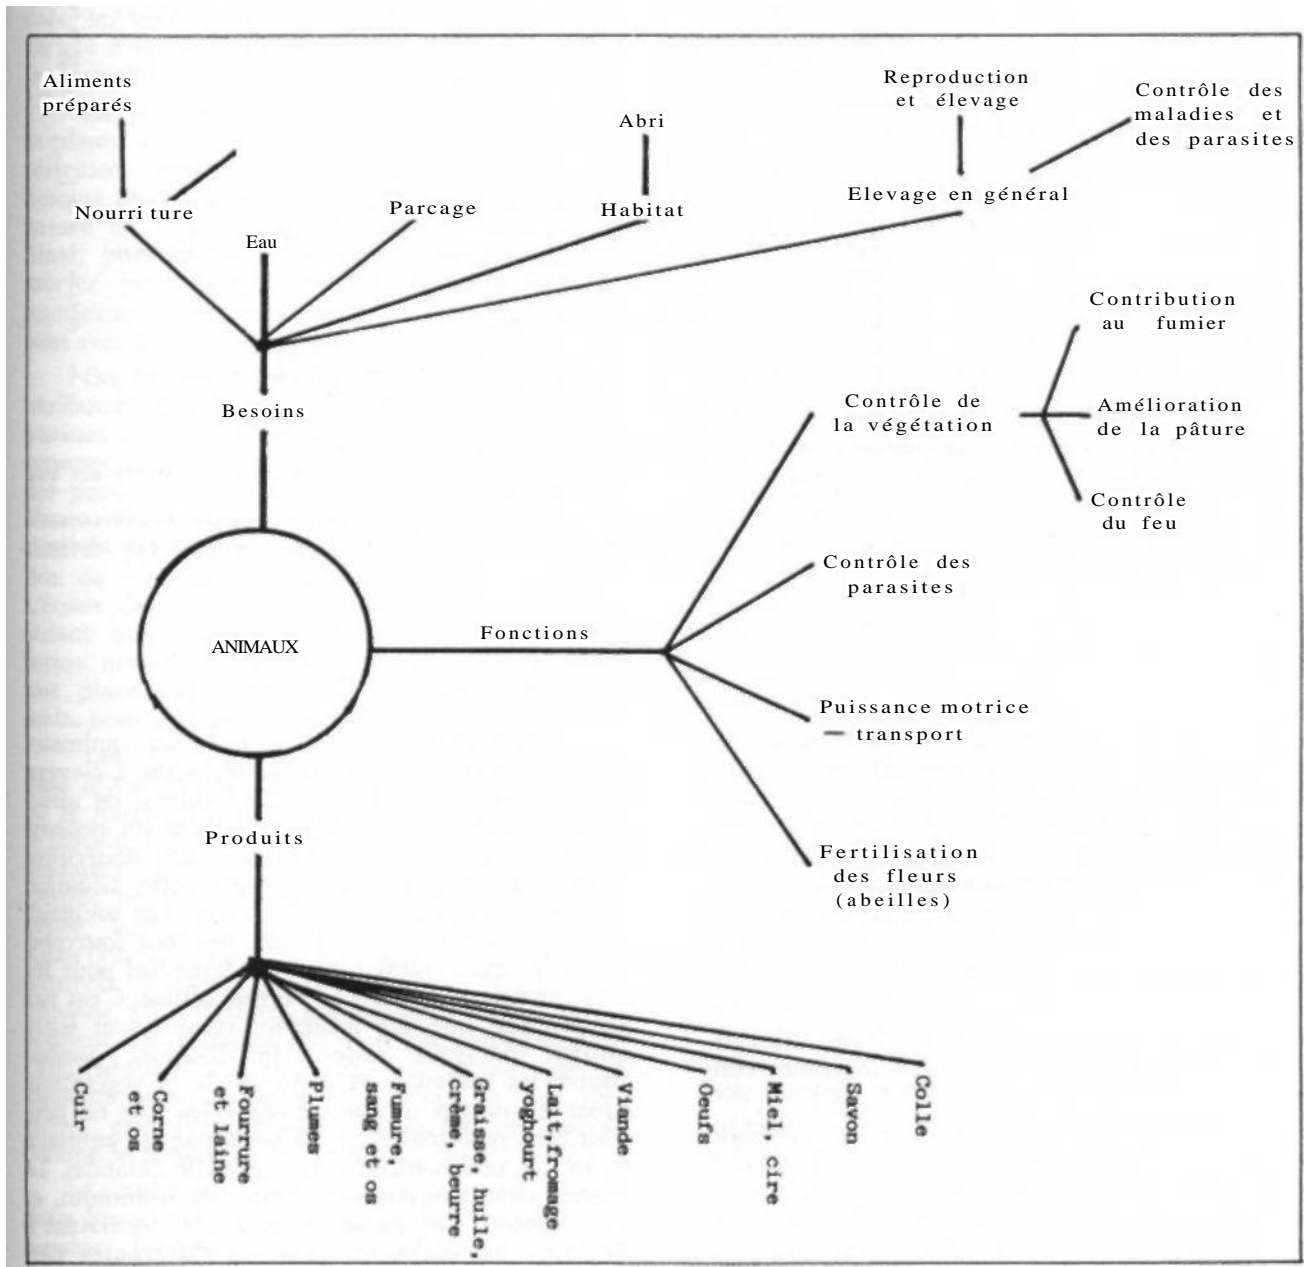 Aliments
préparés
Reproduction
et élevage
Contrôle des
maladies et
des parasites
Abri
Nourri ture
Parcage
Habitat
Elevage en général
Eau
Contribution
au fumier
Besoins
Contrôle de
la végétation
Amélioration
de la pâture
Contrôle
du feu
Contrôle des
parasites
Fonctions
ANIMAUX
Puissance motrice
— transport
Produits
Fertilisation
des fleurs
(abeilles)
Cuir
Corne
et os
Fourrure
et laine
Plumes
Fumure,
sang et os
Graisse, huile,
crème, beurre
Lait, fromage
yoghourt
Viande
Oeufs
Miel, cire
Savon
Colle